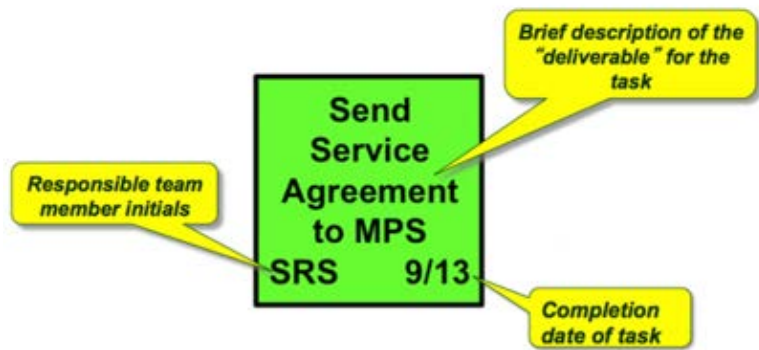 Brief description of the
“deliverable” for the
task
Send
Service
Agreement
to MPS
SRS 9/13
Responsible team
member initials
Completion
date of task